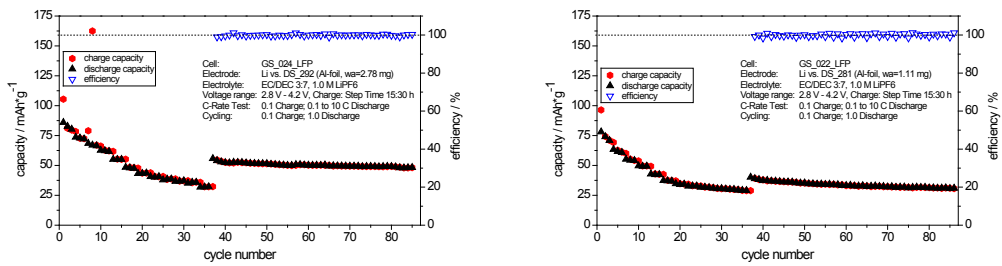 175
150
125
100
75
50
25
0
capacity / mAh*g-1
charge capacity
discharge capacity
efficiency
Cell: GS_024_LFP
Electrode: Li vs. DS_292 (Al-foil, wa=2.78 mg)
Electrolyte: EC/DEC 3:7, 1.0 M LiPF6
Voltage range: 2.8 V - 4.2 V, Charge: Step Time 15:30 h
C-Rate Test: 0.1 Charge; 0.1 to 10 C Discharge
Cycling: 0.1 Charge; 1.0 Discharge
100
80
60
40
20
0
efficiency / %
0 10 20 30 40 50 60 70 80
cycle number
175
150
125
100
75
50
25
0
capacity / mAh*g-1
charge capacity
discharge capacity
efficiency
Cell: GS_022_LFP
Electrode: Li vs. DS_281 (Al-foil, wa=1.11 mg)
Electrolyte: EC/DEC 3:7, 1.0 M LiPF6
Voltage range: 2.8 V - 4.2 V, Charge: Step Time 15:30 h
C-Rate Test: 0.1 Charge; 0.1 to 10 C Discharge
Cycling: 0.1 Charge; 1.0 Discharge
100
80
60
40
20
0
efficiency / %
0 10 20 30 40 50 60 70 80
cycle number